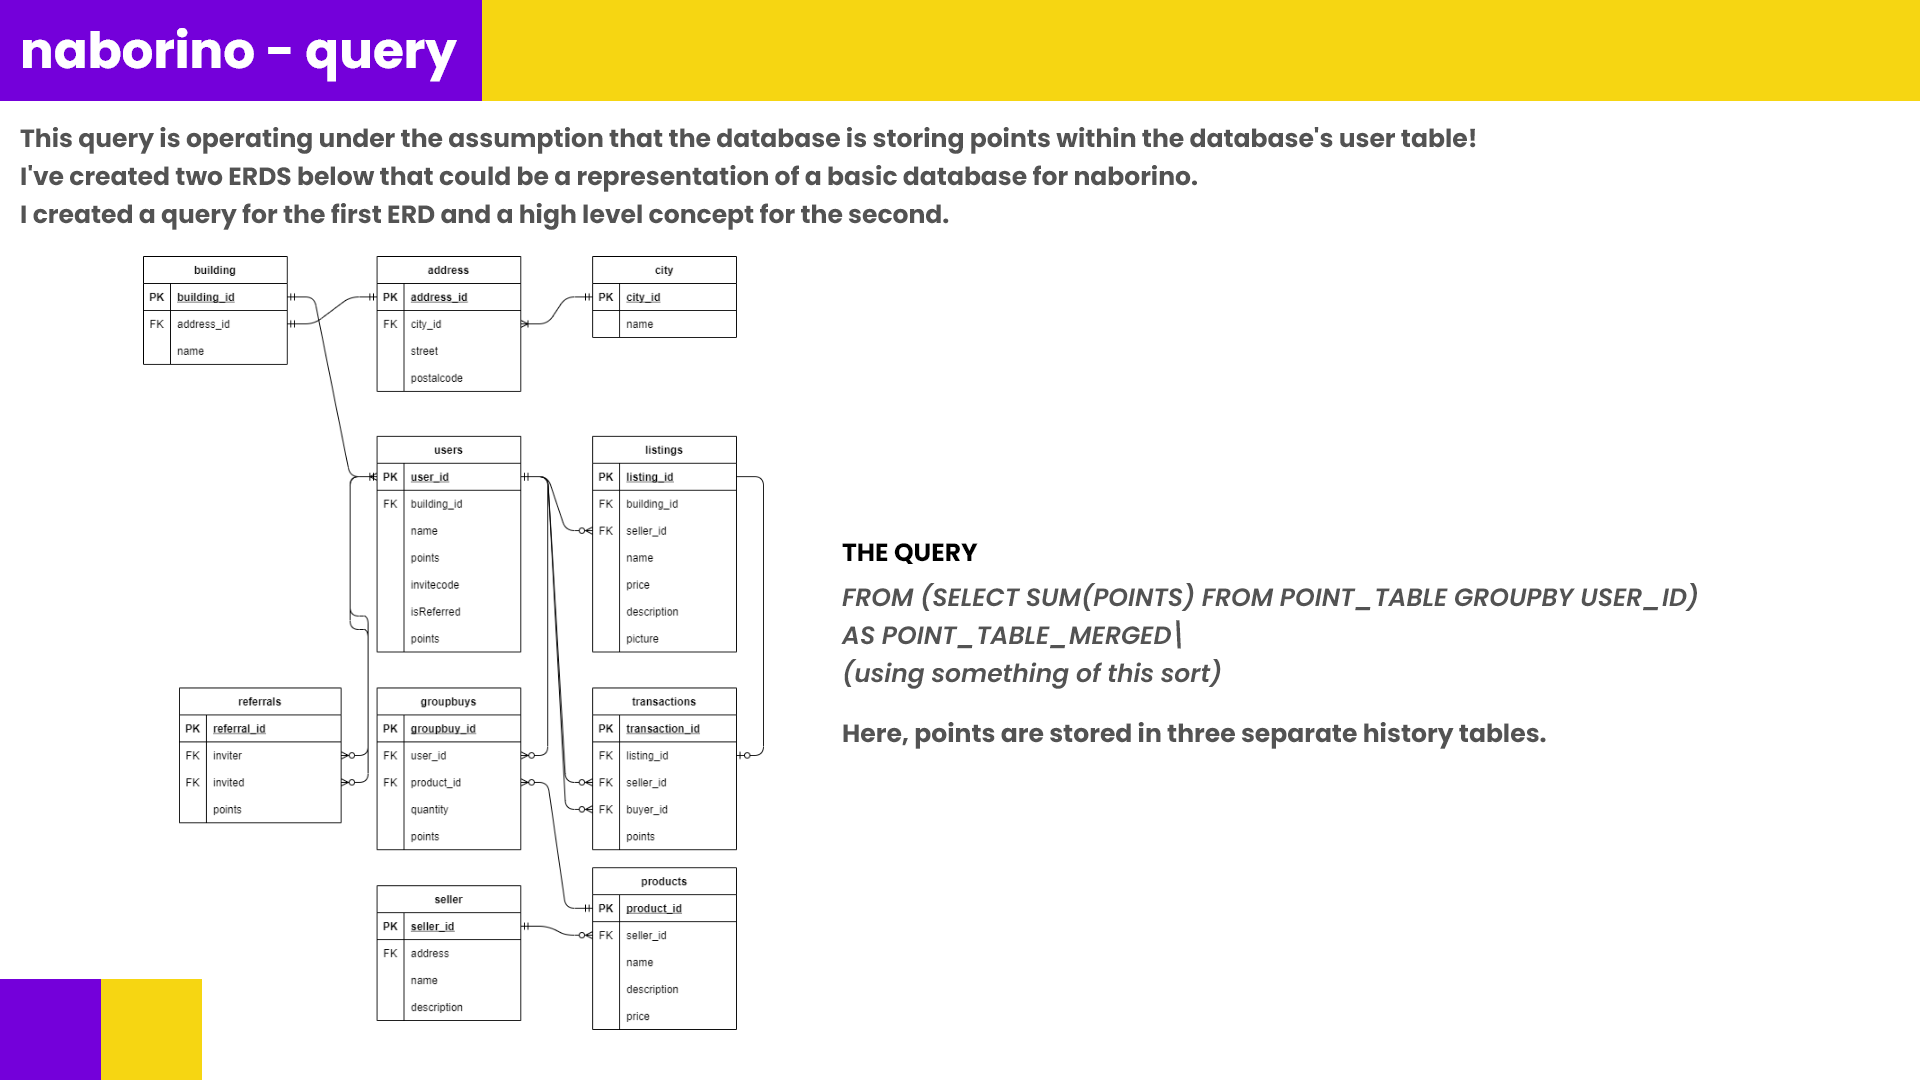 naborino - query
This query is operating under the assumption that the database is storing points within the database's user table!
I've created two ERDS below that could be a representation of a basic database for naborino.
I created a query for the first ERD and a high level concept for the second.
building
PK building_id
FK address_id
name
address
PK address_id
FK city_id
street
postalcode
city
PK city_id
name
users
PK user_id
FK building_id
name
points
invitecode
isReferred
points
listings
PK listing_id
FK building_id
FK seller_id
name
price
description
picture
referrals
PK referral_id
FK inviter
FK invited
points
groupbuys
PK groupbuy_id
FK user_id
FK product_id
quantity
points
transactions
PK transaction_id
FK listing_id
FK seller_id
FK buyer_id
points
seller
PK seller_id
FK address
name
description
products
PK product_id
FK seller_id
name
description
price
THE QUERY
FROM (SELECT SUM(POINTS) FROM POINT_TABLE GROUPBY USER_ID)
AS POINT_TABLE_MERGED\
(using something of this sort)
Here, points are stored in three separate history tables.